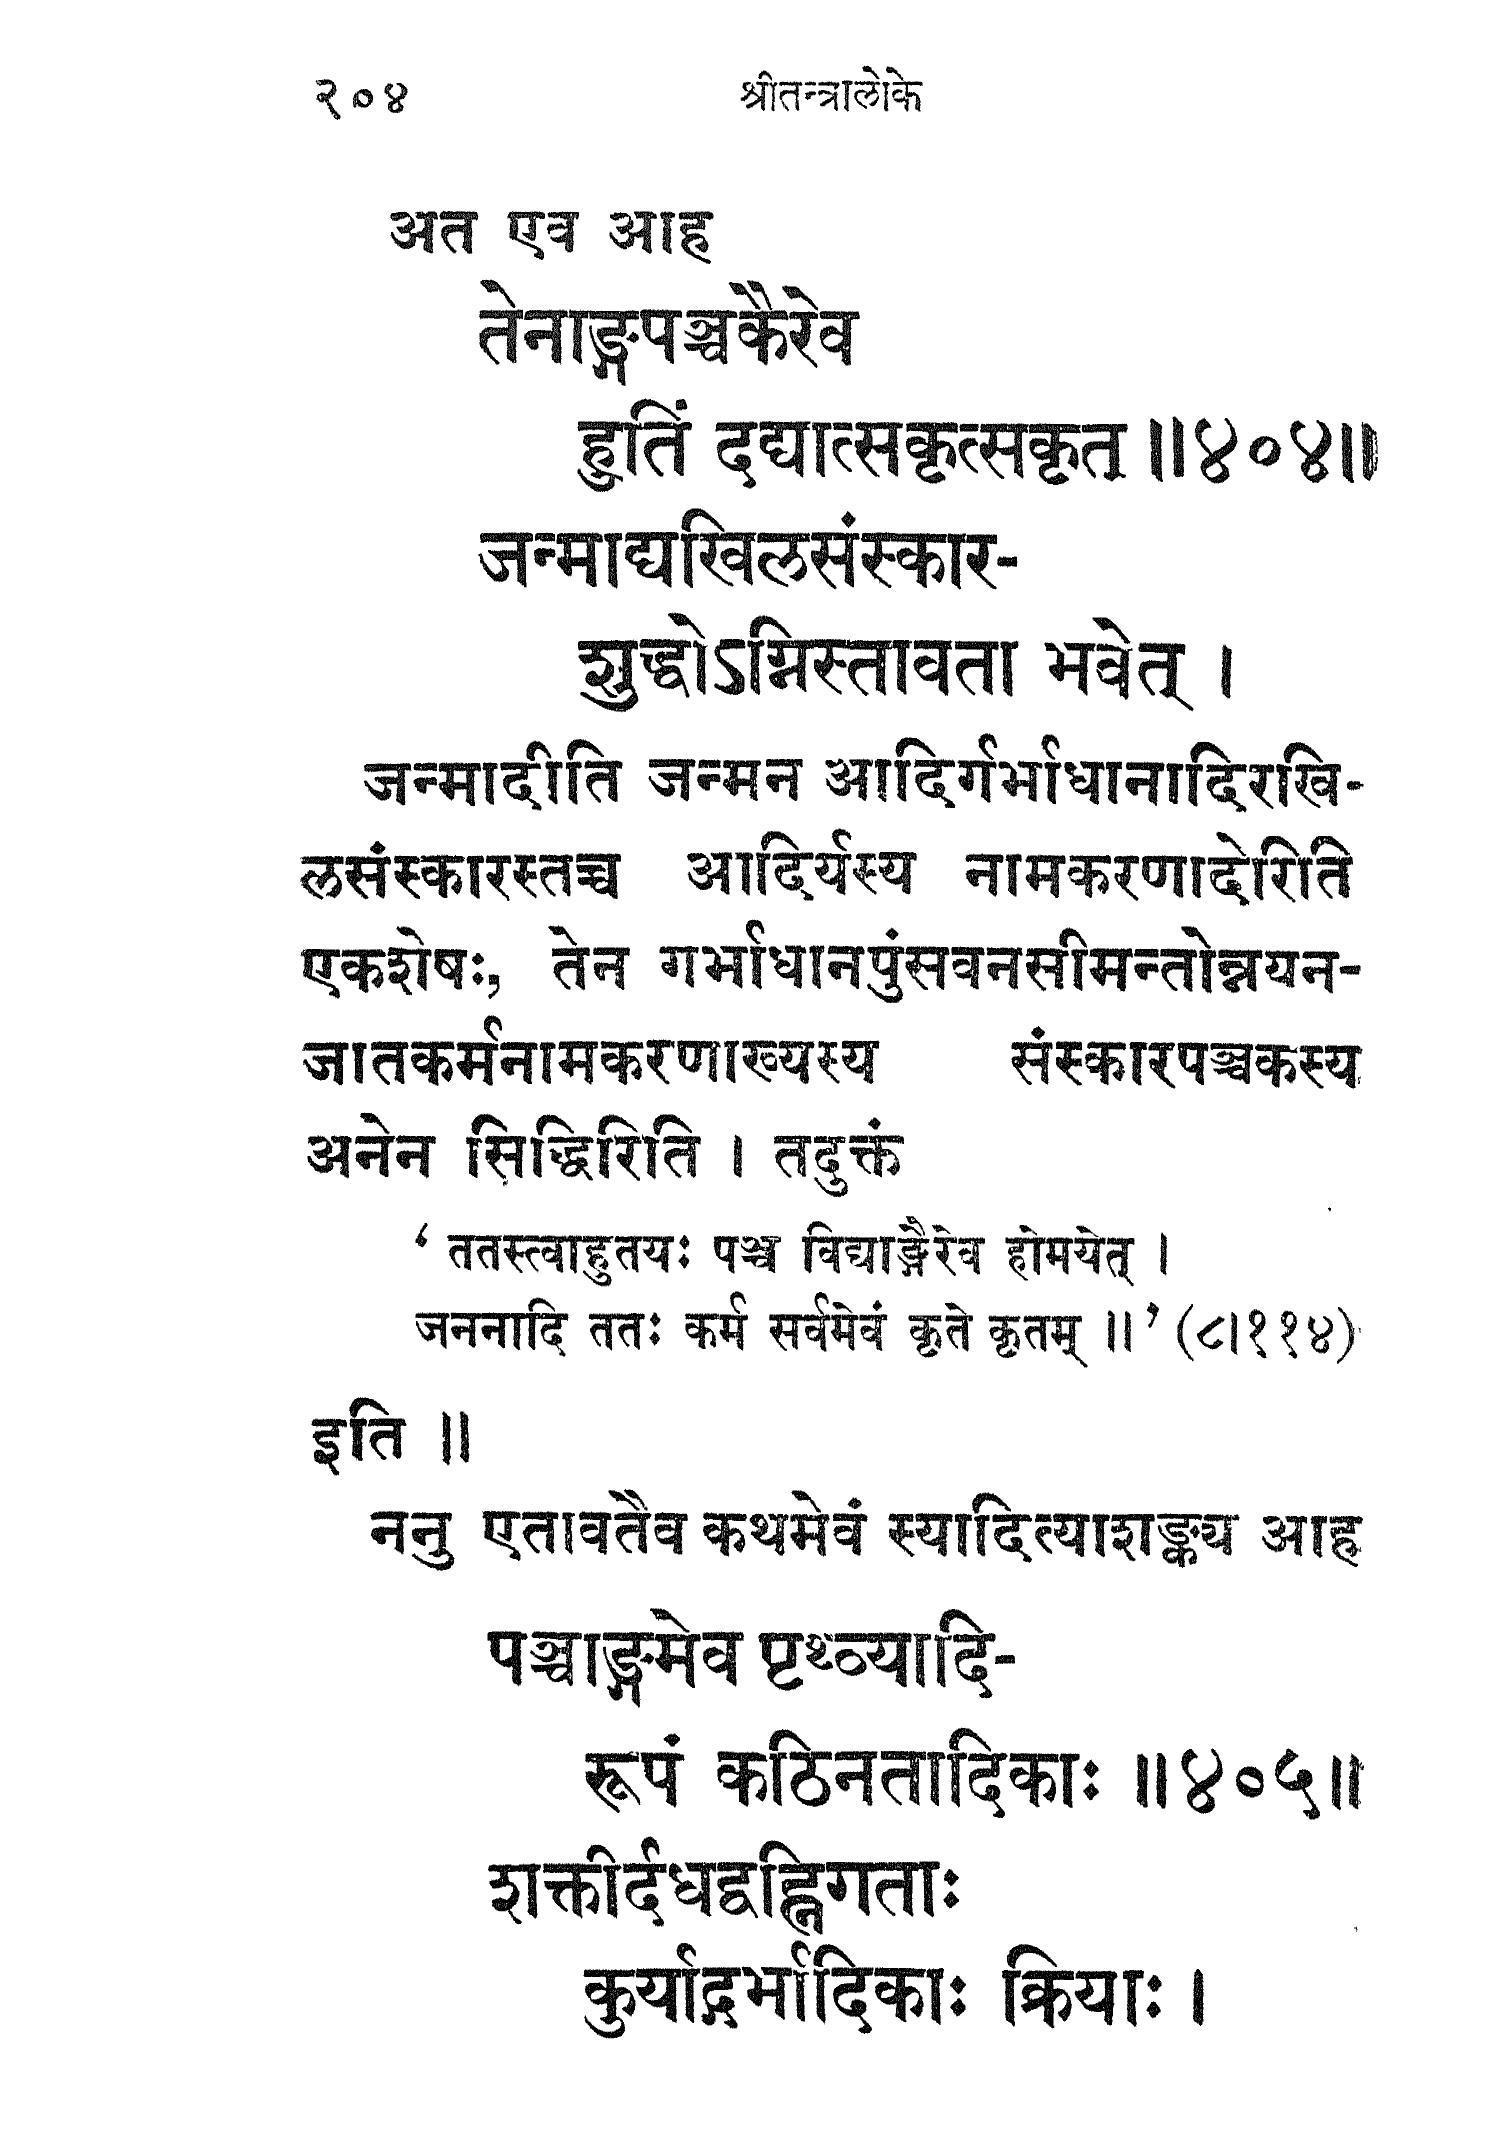 २०४ श्रीतन्त्रालोके
अत एव आह
तेनाङ्गपञ्चकैरेव
हुतिं दद्यात्सकृत्सकृत् ॥४०४॥
जन्माद्यखिलसंस्कार-
शुद्धोऽग्निस्तावता भवेत् ।
जन्मादीति जन्मन आदिर्गर्भाधानादिरखि-
लसंस्कारस्तच्च आदिर्यस्य नामकरणादेरिति
एकशेषः, तेन गर्भाधानपुंसवनसीमन्तोन्नयन-
जातकर्मनामकरणाख्यस्य संस्कारपञ्चकस्य
अनेन सिद्धिरिति । तदुक्तं
‘ ततस्त्वाहुतयः पञ्च विद्याङ्गैरेव होमयेत् ।
जननादि ततः कर्म सर्वमेवं कृते कृतम् ॥ ’ (८।११४)
इति ॥
ननु एतावतैव कथमेवं स्यादित्याशङ्क्य आह
पञ्चाङ्गमेव पृथ्व्यादि-
रूपं कठिनतादिकाः ॥४०५॥
शक्तीर्दधद्वह्निगताः
कुर्याद्गर्भादिकाः क्रियाः ।